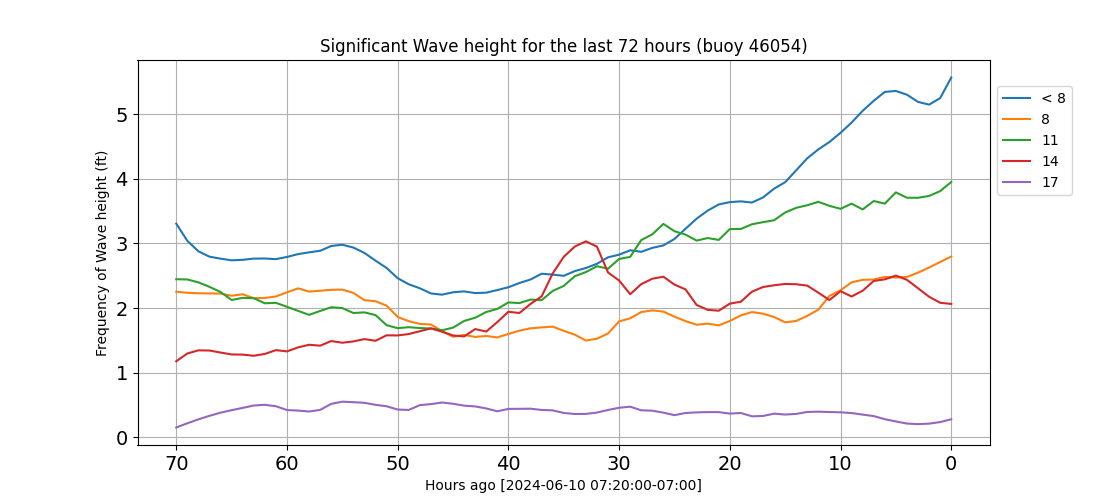 Significant Wave height for the last 72 hours (buoy 46054)
Frequency of Wave height (ft)
5
4
3
2
1
0
70 60 50 40 30 20 10 0
Hours ago [2024-06-10 07:20:00-07:00]
< 8
8
11
14
17